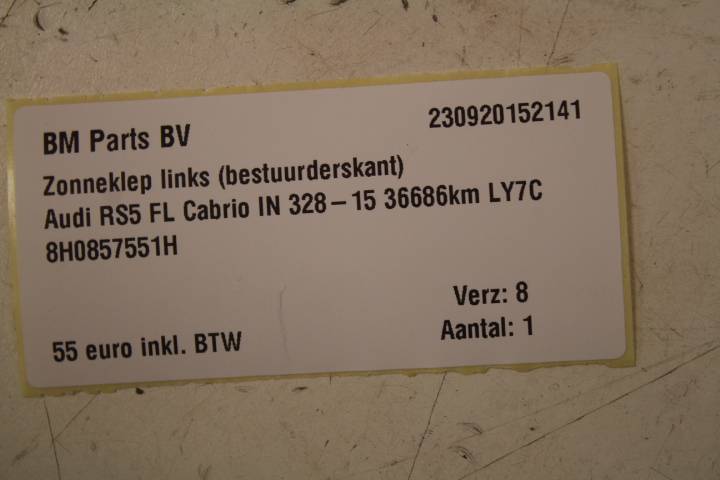 BM Parts BV 230920152141
Zonneklep links (bestuurderskant)
Audi RS5 FL Cabrio IN 328-15 36686km LY7C
8H0857551H
Verz: 8
55 euro inkl. BTW Aantal: 1